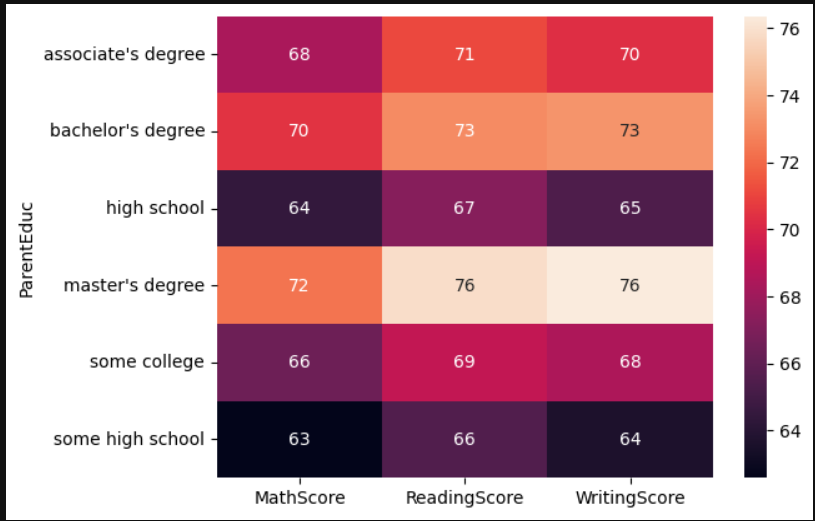 associate's degree 68 71 70
bachelor's degree 70 73 73
high school 64 67 65
master's degree 72 76 76
some college 66 69 68
some high school 63 66 64
MathScore ReadingScore WritingScore
ParentEduc
76
74
72
70
68
66
64